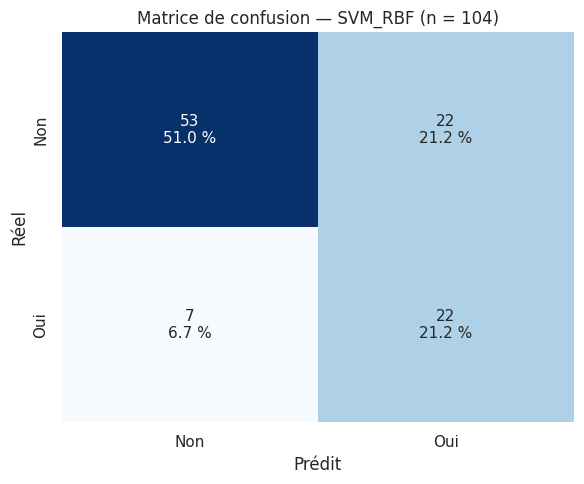 Matrice de confusion — SVM_RBF (n = 104)
Réel
Non
53
51.0 %
22
21.2 %
Oui
7
6.7 %
22
21.2 %
Non
Oui
Prédit